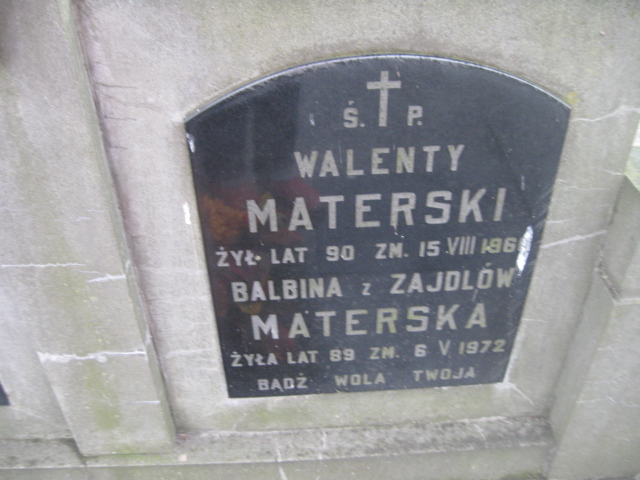 Ś. P.
WALENTY
MATERSKI
ŻYŁ LAT 90 ZM. 15 VIII
BALBINA z ZAJDLÓW
MATERSKA
ŻYŁA LAT 89 ZM. 6 V 1972
BĄDŹ WOLA TWOJA